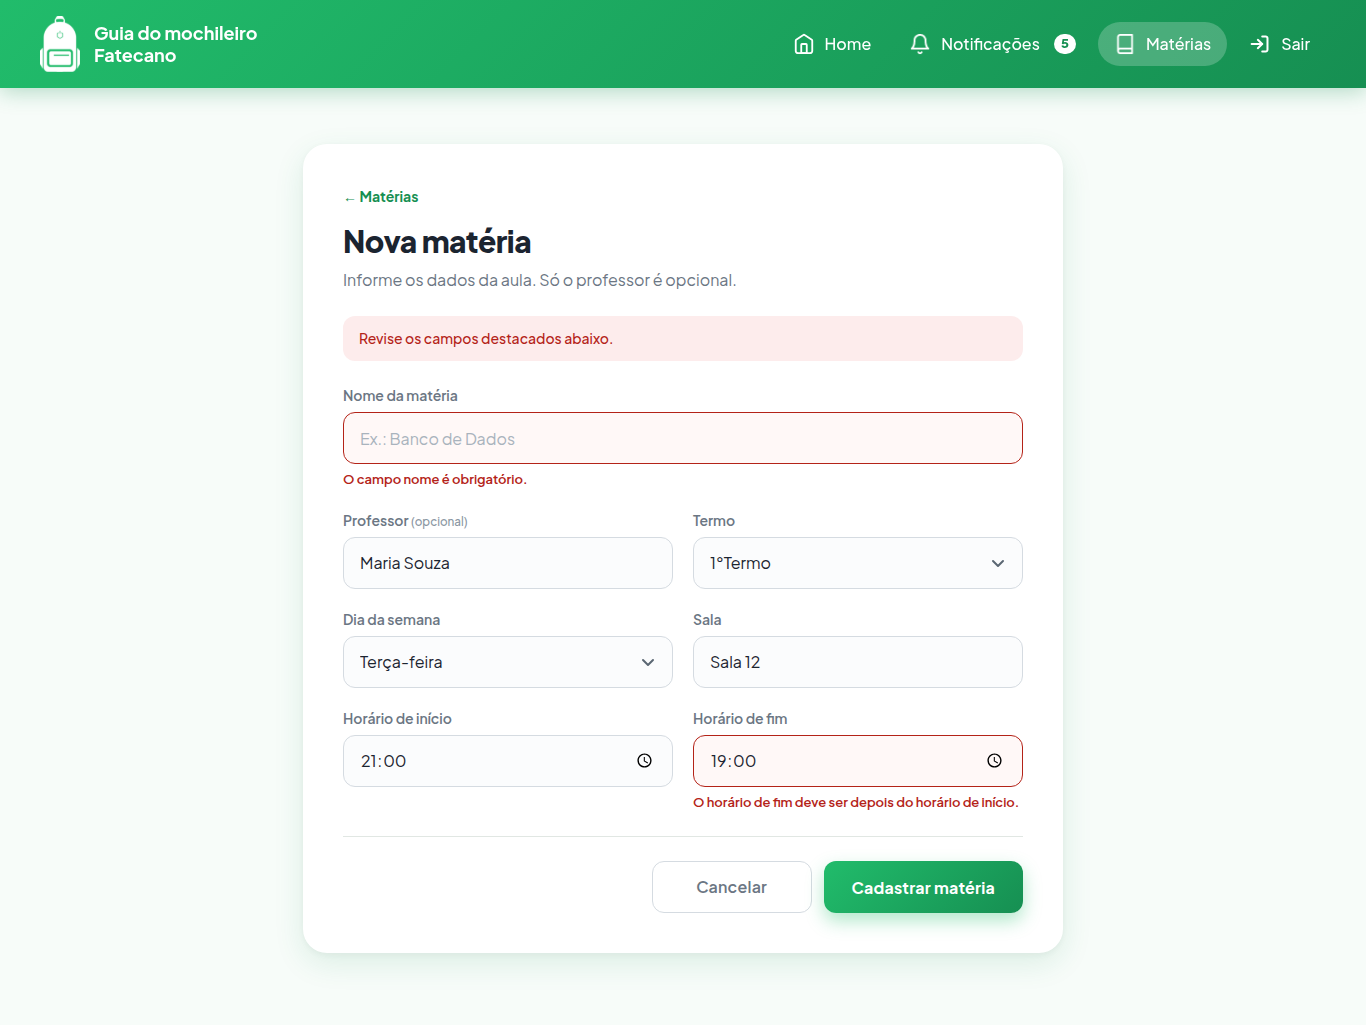 Guia do mochileiro
Fatecano
Home
Notificações 5
Matérias
Sair
← Matérias
Nova matéria
Informe os dados da aula. Só o professor é opcional.
Revise os campos destacados abaixo.
Nome da matéria
Ex.: Banco de Dados
O campo nome é obrigatório.
Professor (opcional)
Termo
Maria Souza
1°Termo
Dia da semana
Sala
Terça-feira
Sala 12
Horário de início
Horário de fim
21:00
19:00
O horário de fim deve ser depois do horário de início.
Cancelar
Cadastrar matéria